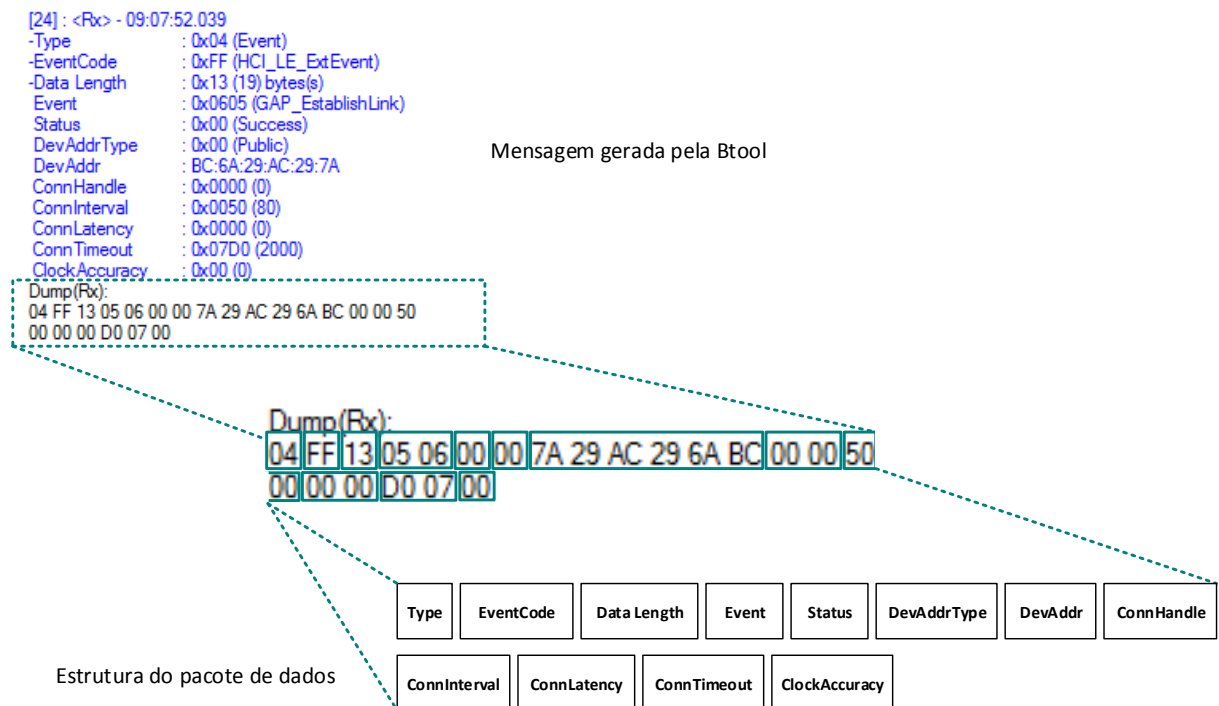 [24] : <Rx> - 09:07:52.039
-Type : 0x04 (Event)
-EventCode : 0xFF (HCI_LE_ExtEvent)
-Data Length : 0x13 (19) bytes(s)
Event : 0x0605 (GAP_EstablishLink)
Status : 0x00 (Success)
DevAddrType : 0x00 (Public)
DevAddr : BC:6A:29:AC:29:7A
ConnHandle : 0x0000 (0)
ConnInterval : 0x0050 (80)
ConnLatency : 0x0000 (0)
ConnTimeout : 0x07D0 (2000)
ClockAccuracy : 0x00 (0)
Dump(Rx):
04 FF 13 05 06 00 00 7A 29 AC 29 6A BC 00 00 50
00 00 00 D0 07 00
Mensagem gerada pela Btool
Dump(Rx):
04 FF 13 05 06 00 00 7A 29 AC 29 6A BC 00 00 50
00 00 00 D0 07 00
Type EventCode Data Length Event Status DevAddrType DevAddr ConnHandle
Estrutura do pacote de dados
ConnInterval ConnLatency ConnTimeout ClockAccuracy